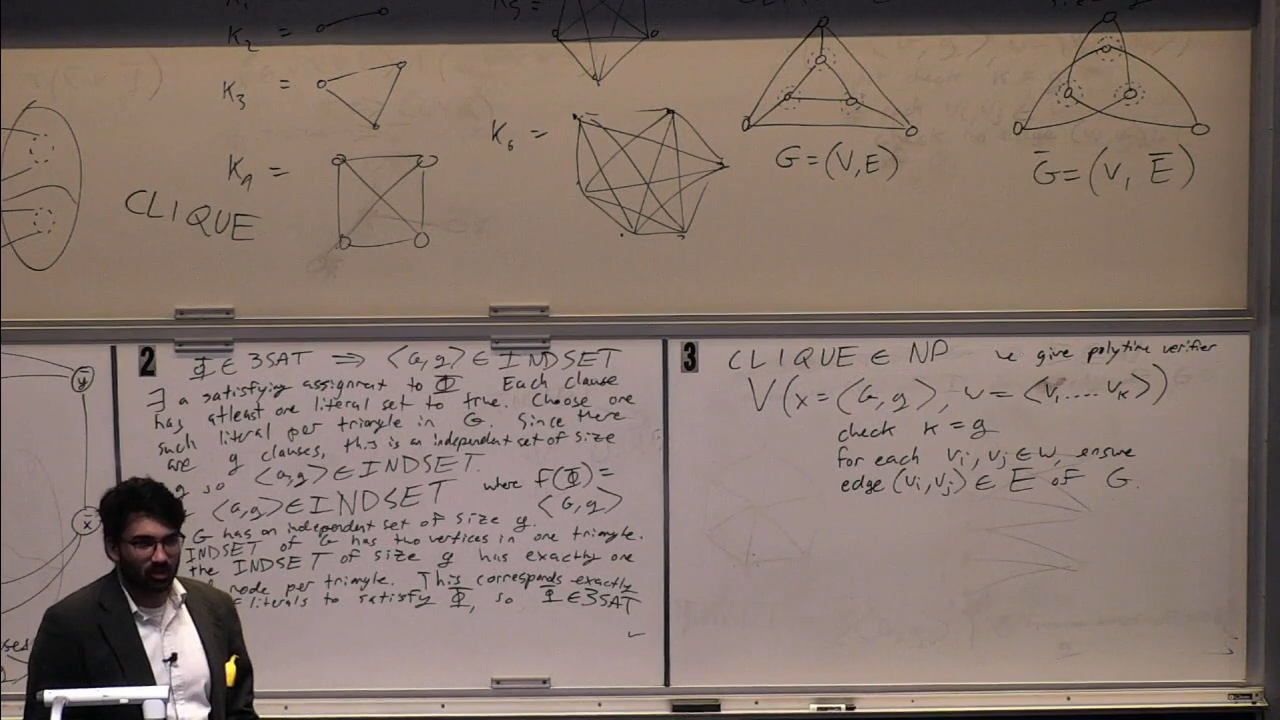 K₂ =
K₃ =
K₄ =
CLIQUE
K₅ =
K₆ =
G = (V, E)
Ḡ = (V, Ē)
2
Φ ∈ 3SAT ⇒ ⟨G, g⟩ ∈ INDSET
∃ a satisfying assignment to Φ. Each clause
has atleast one literal set to true. Choose one
such literal per triangle in G. Since there
are g clauses, this is an independent set of size
g so ⟨G, g⟩ ∈ INDSET.
⟨G, g⟩ ∈ INDSET where f(Φ) =
⟨G, g⟩
G has an independent set of size g.
INDSET of G has two vertices in one triangle.
the INDSET of size g has exactly one
node per triangle. This corresponds exactly
literals to satisfy Φ, so Φ ∈ 3SAT
✓
3
CLIQUE ∈ NP we give polytime verifier
V(x = ⟨G, g⟩, w = ⟨v₁, .... vₖ⟩)
check k = g
for each vᵢ, vⱼ ∈ w, ensure
edge (vᵢ, vⱼ) ∈ E of G.
ȳ
x̄